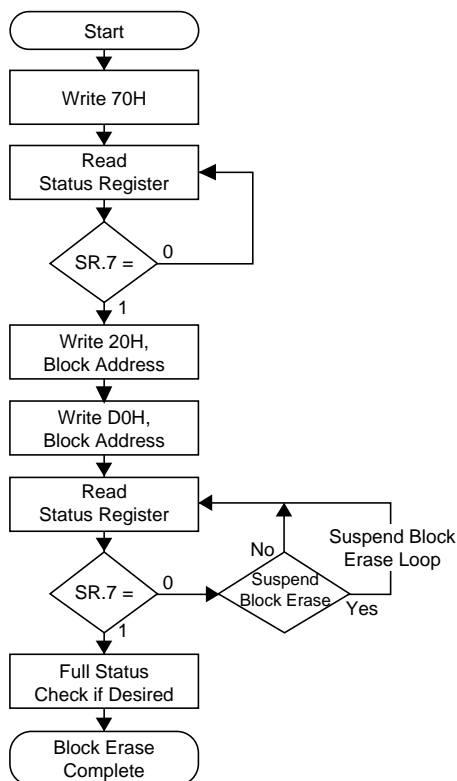 Start
Write 70H
Read
Status Register
SR.7 =
0
1
Write 20H,
Block Address
Write D0H,
Block Address
Read
Status Register
Suspend Block
Erase Loop
No
SR.7 =
0
Suspend
Block Erase
Yes
1
Full Status
Check if Desired
Block Erase
Complete